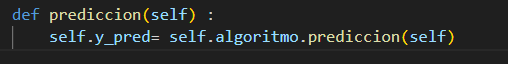 def prediccion(self) :
    self.y_pred= self.algoritmo.prediccion(self)